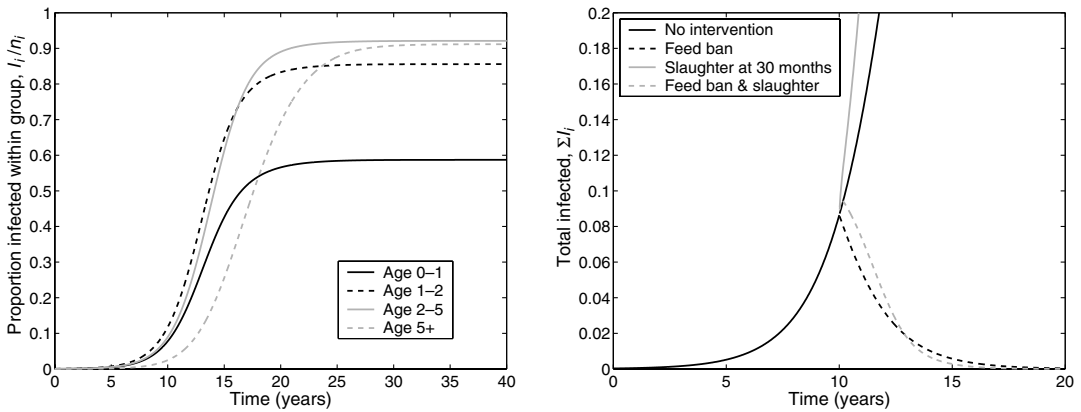 Proportion infected within group, I_i/n_i
1
0.9
0.8
0.7
0.6
0.5
0.4
0.3
0.2
0.1
0
0 5 10 15 20 25 30 35 40
Time (years)
Age 0–1
Age 1–2
Age 2–5
Age 5+
Total infected, ΣI_i
0.2
0.18
0.16
0.14
0.12
0.1
0.08
0.06
0.04
0.02
0
0 5 10 15 20
Time (years)
No intervention
Feed ban
Slaughter at 30 months
Feed ban & slaughter